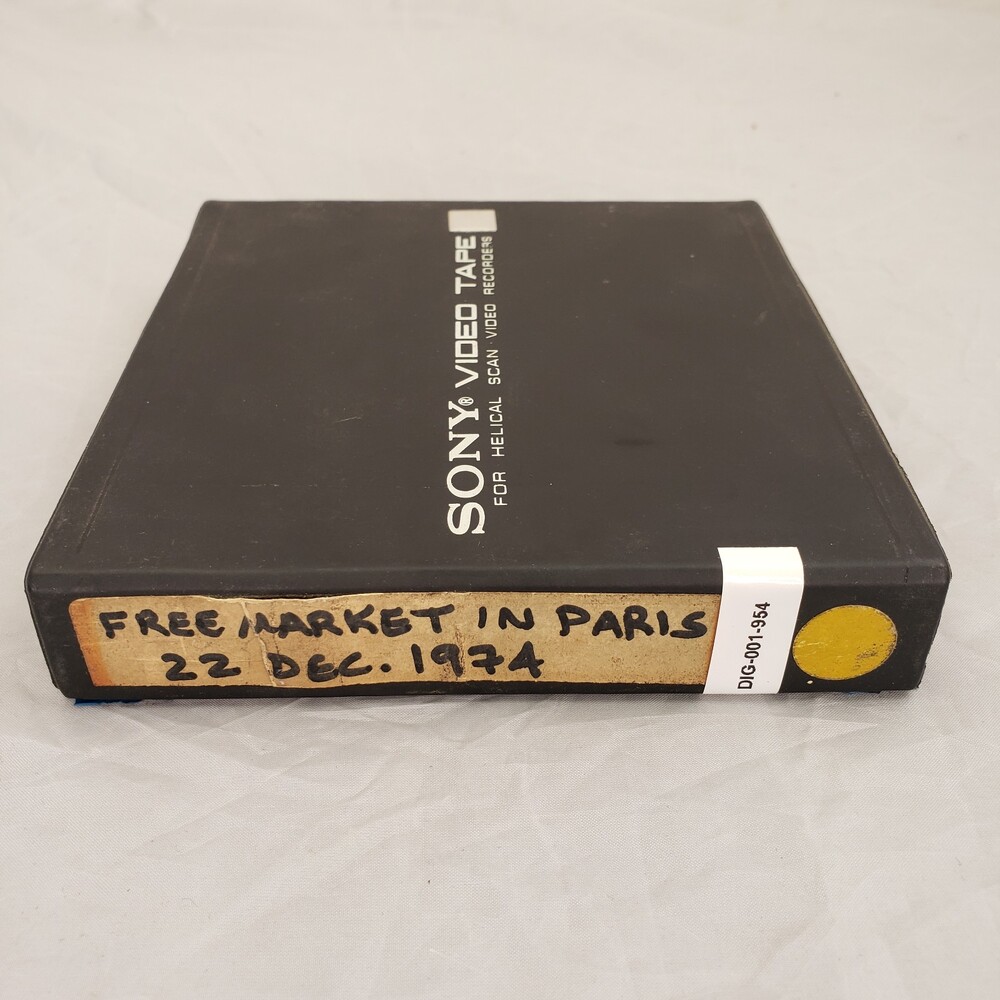 SONY® VIDEO TAPE
FOR HELICAL SCAN VIDEO RECORDERS
FREE MARKET IN PARIS
22 DEC. 1974
DIG-001-954